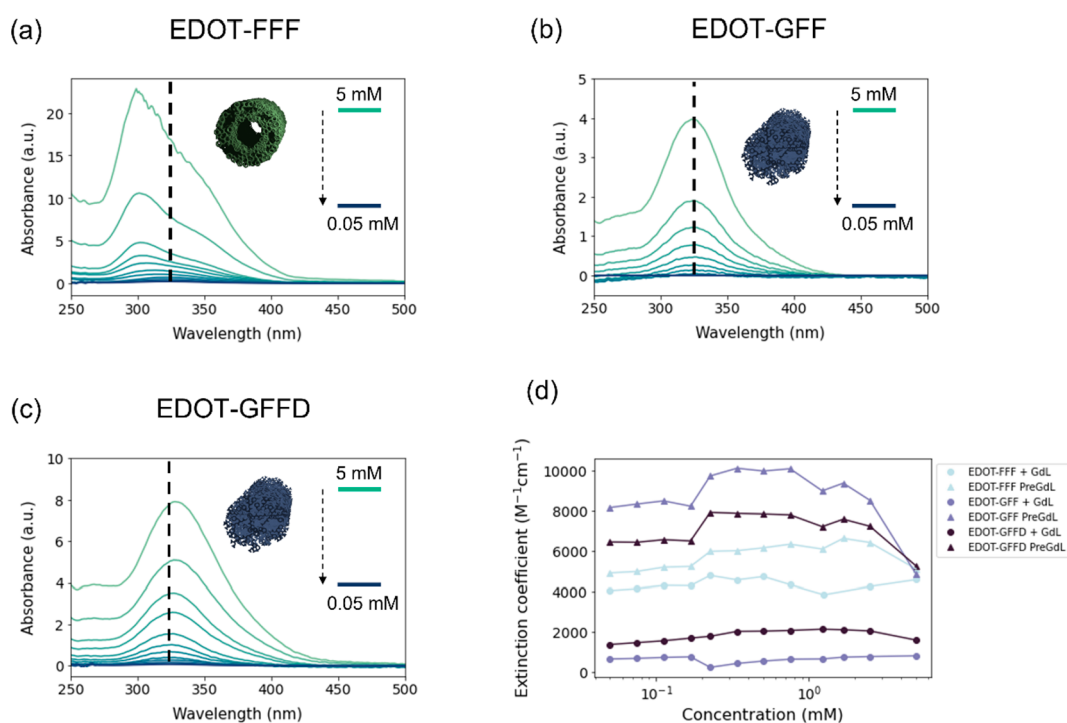 (a)
EDOT-FFF
Absorbance (a.u.)
20
15
10
5
0
5 mM
0.05 mM
250 300 350 400 450 500
Wavelength (nm)
(b)
EDOT-GFF
Absorbance (a.u.)
5
4
3
2
1
0
5 mM
0.05 mM
250 300 350 400 450 500
Wavelength (nm)
(c)
EDOT-GFFD
Absorbance (a.u.)
10
8
6
4
2
0
5 mM
0.05 mM
250 300 350 400 450 500
Wavelength (nm)
(d)
Extinction coefficient (M⁻¹cm⁻¹)
10000
8000
6000
4000
2000
0
10⁻¹ 10⁰
Concentration (mM)
EDOT-FFF + GdL
EDOT-FFF PreGdL
EDOT-GFF + GdL
EDOT-GFF PreGdL
EDOT-GFFD + GdL
EDOT-GFFD PreGdL